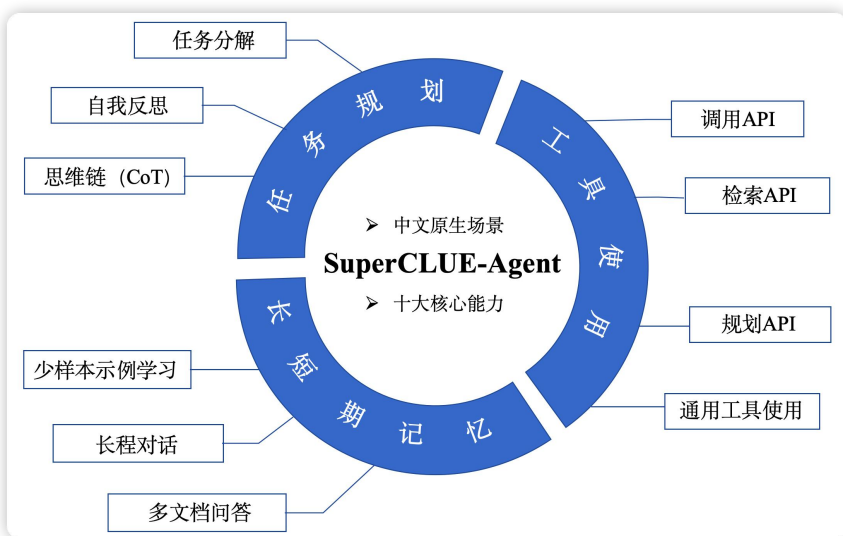 任务分解
自我反思
思维链（CoT）
任务规划
工具使用
调用API
检索API
规划API
通用工具使用
中文原生场景
SuperCLUE-Agent
十大核心能力
长短期记忆
少样本示例学习
长程对话
多文档问答